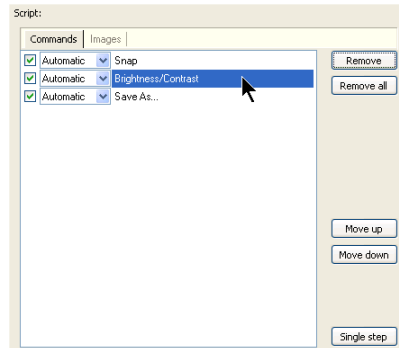 Script:
Commands Images
Automatic Snap Remove
Automatic Brightness/Contrast Remove all
Automatic Save As...
Move up
Move down
Single step